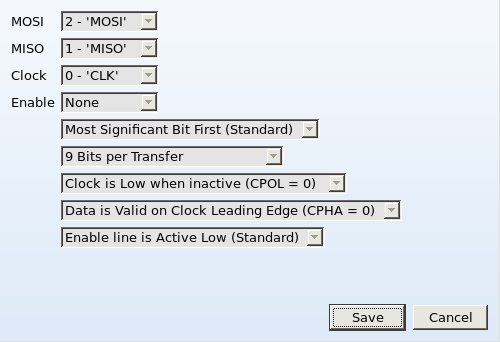 MOSI 2 - 'MOSI'
MISO 1 - 'MISO'
Clock 0 - 'CLK'
Enable None
Most Significant Bit First (Standard)
9 Bits per Transfer
Clock is Low when inactive (CPOL = 0)
Data is Valid on Clock Leading Edge (CPHA = 0)
Enable line is Active Low (Standard)
Save Cancel